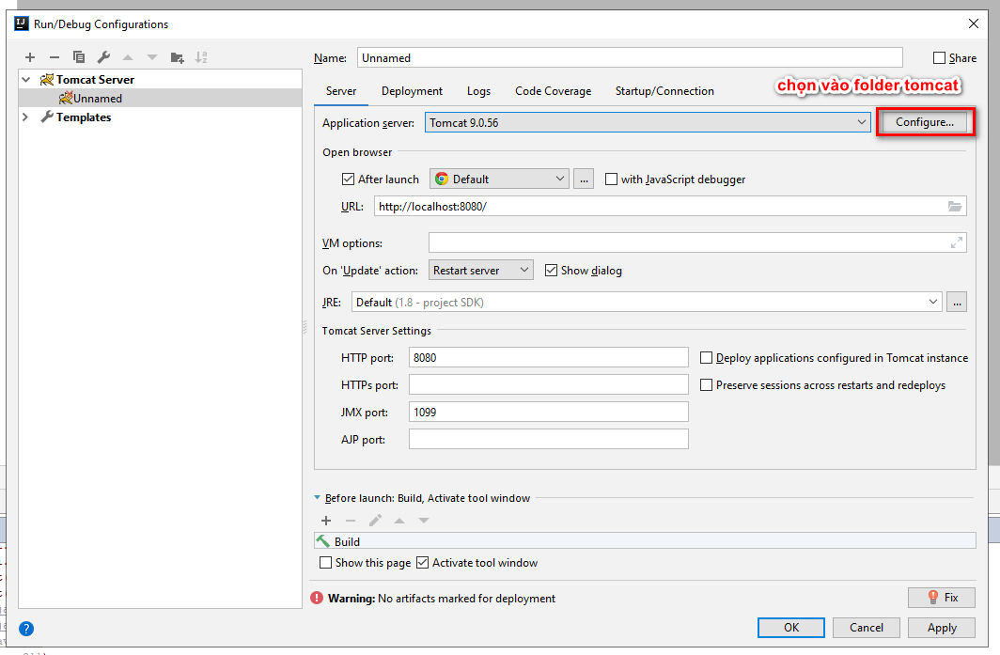 Run/Debug Configurations
Name: Unnamed
Share
Tomcat Server
Unnamed
Templates
Server Deployment Logs Code Coverage Startup/Connection
chọn vào folder tomcat
Application server: Tomcat 9.0.56 Configure...
Open browser
After launch Default ... with JavaScript debugger
URL: http://localhost:8080/
VM options:
On 'Update' action: Restart server Show dialog
JRE: Default (1.8 - project SDK) ...
Tomcat Server Settings
HTTP port: 8080 Deploy applications configured in Tomcat instance
HTTPs port: Preserve sessions across restarts and redeploys
JMX port: 1099
AJP port:
Before launch: Build, Activate tool window
Build
Show this page Activate tool window
Warning: No artifacts marked for deployment Fix
OK Cancel Apply